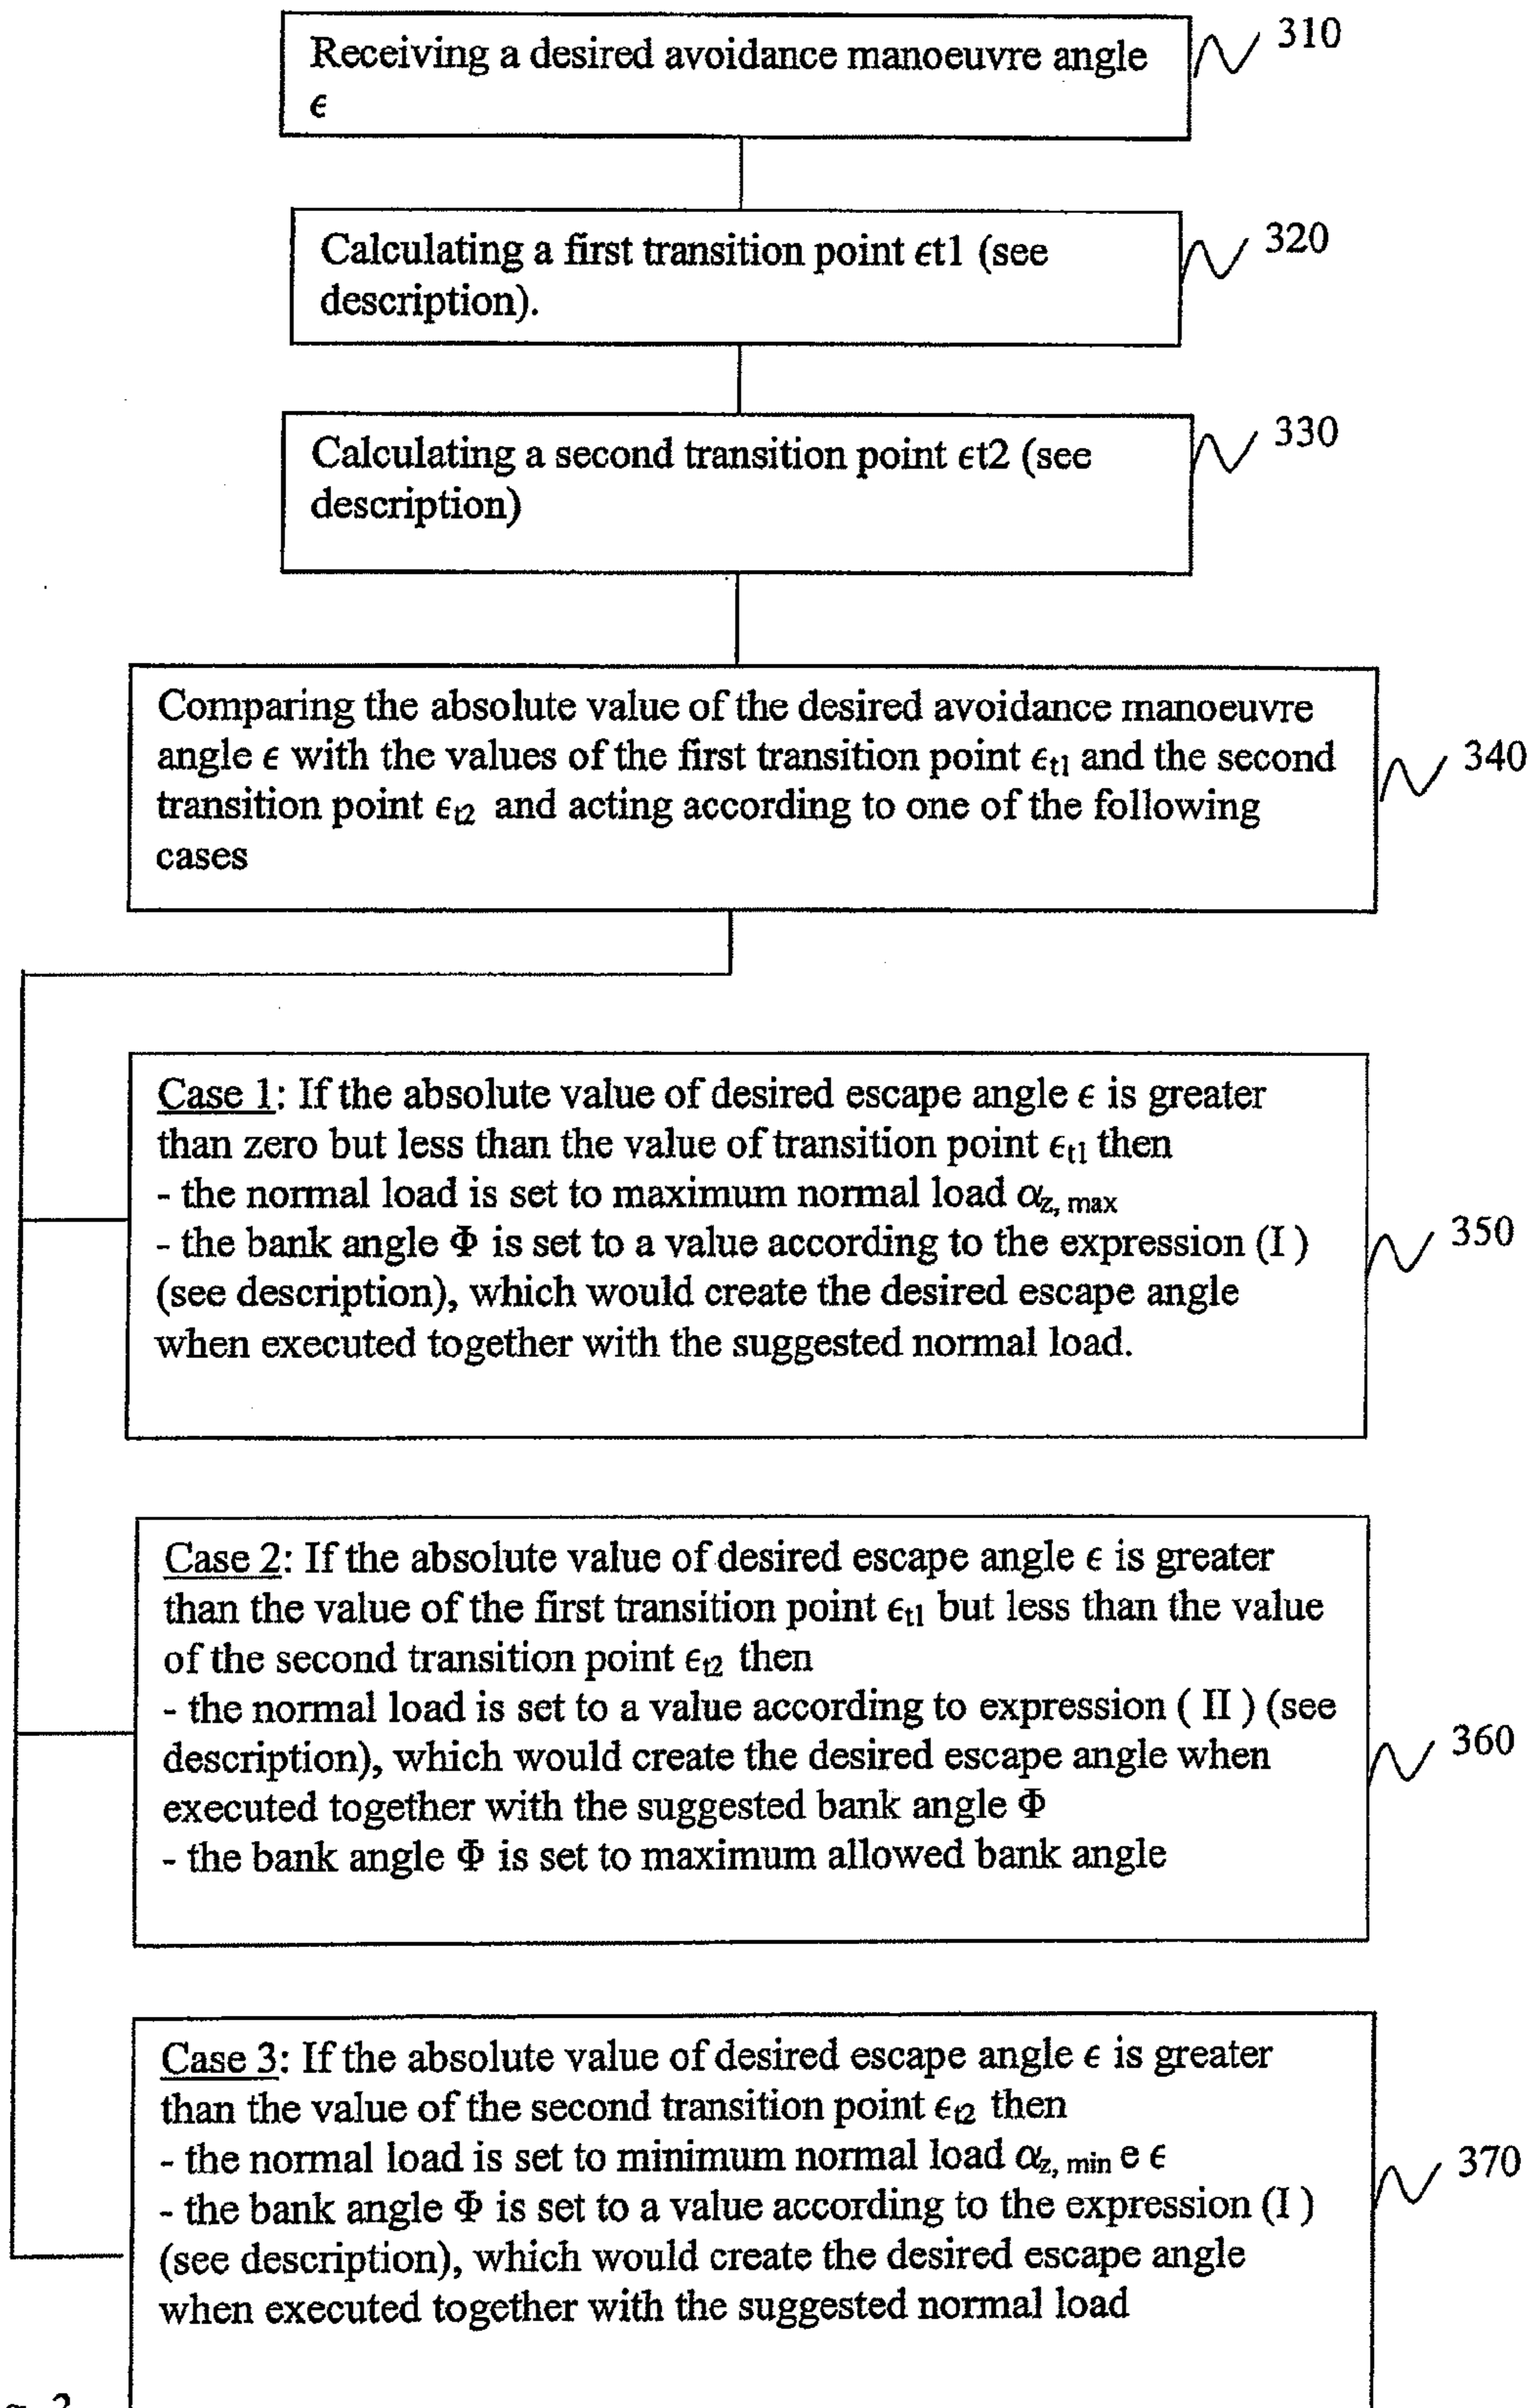 Receiving a desired avoidance manoeuvre angle
ϵ
310
Calculating a first transition point ϵt1 (see
description).
320
Calculating a second transition point ϵt2 (see
description)
330
Comparing the absolute value of the desired avoidance manoeuvre
angle ϵ with the values of the first transition point ϵt1 and the second
transition point ϵt2 and acting according to one of the following
cases
340
Case 1: If the absolute value of desired escape angle ϵ is greater
than zero but less than the value of transition point ϵt1 then
- the normal load is set to maximum normal load αz, max
- the bank angle Φ is set to a value according to the expression (I )
(see description), which would create the desired escape angle
when executed together with the suggested normal load.
350
Case 2: If the absolute value of desired escape angle ϵ is greater
than the value of the first transition point ϵt1 but less than the value
of the second transition point ϵt2 then
- the normal load is set to a value according to expression ( II ) (see
description), which would create the desired escape angle when
executed together with the suggested bank angle Φ
- the bank angle Φ is set to maximum allowed bank angle
360
Case 3: If the absolute value of desired escape angle ϵ is greater
than the value of the second transition point ϵt2 then
- the normal load is set to minimum normal load αz, min e ϵ
- the bank angle Φ is set to a value according to the expression (I )
(see description), which would create the desired escape angle
when executed together with the suggested normal load
370